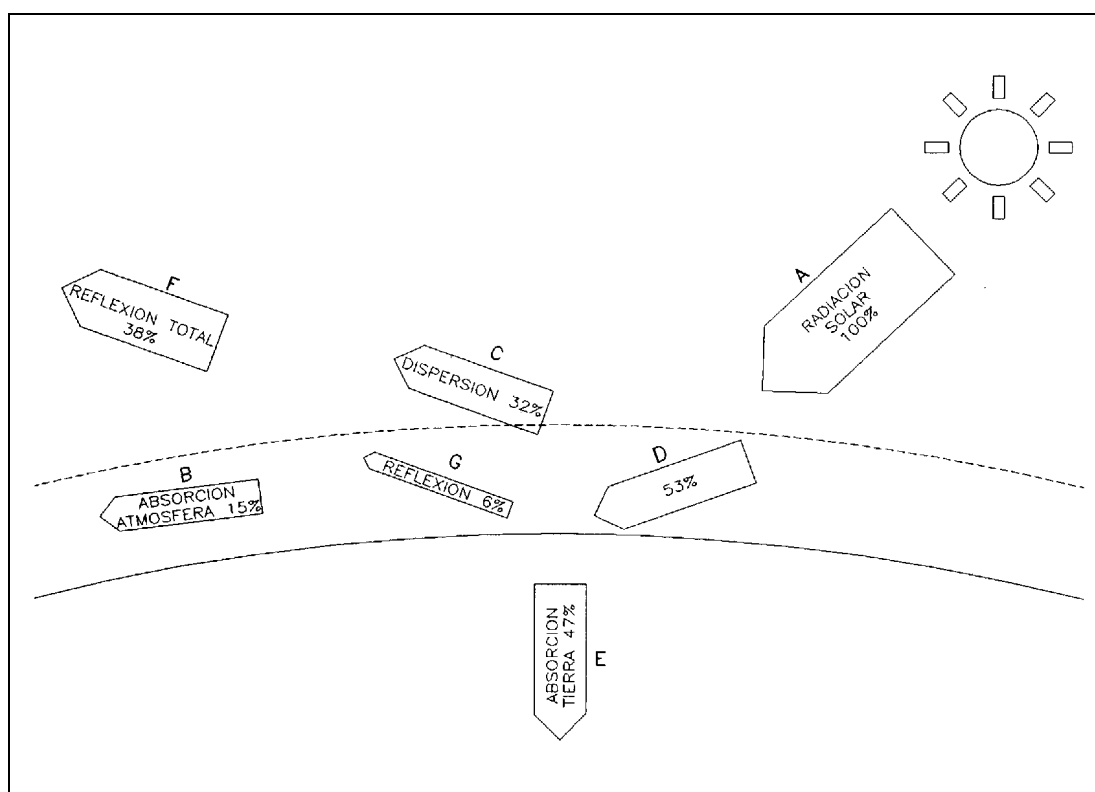 A
RADIACION
SOLAR
100%
F
REFLEXION TOTAL
38%
C
DISPERSION 32%
B
ABSORCION
ATMOSFERA 15%
G
REFLEXION 6%
D
53%
ABSORCION
TIERRA 47%
E